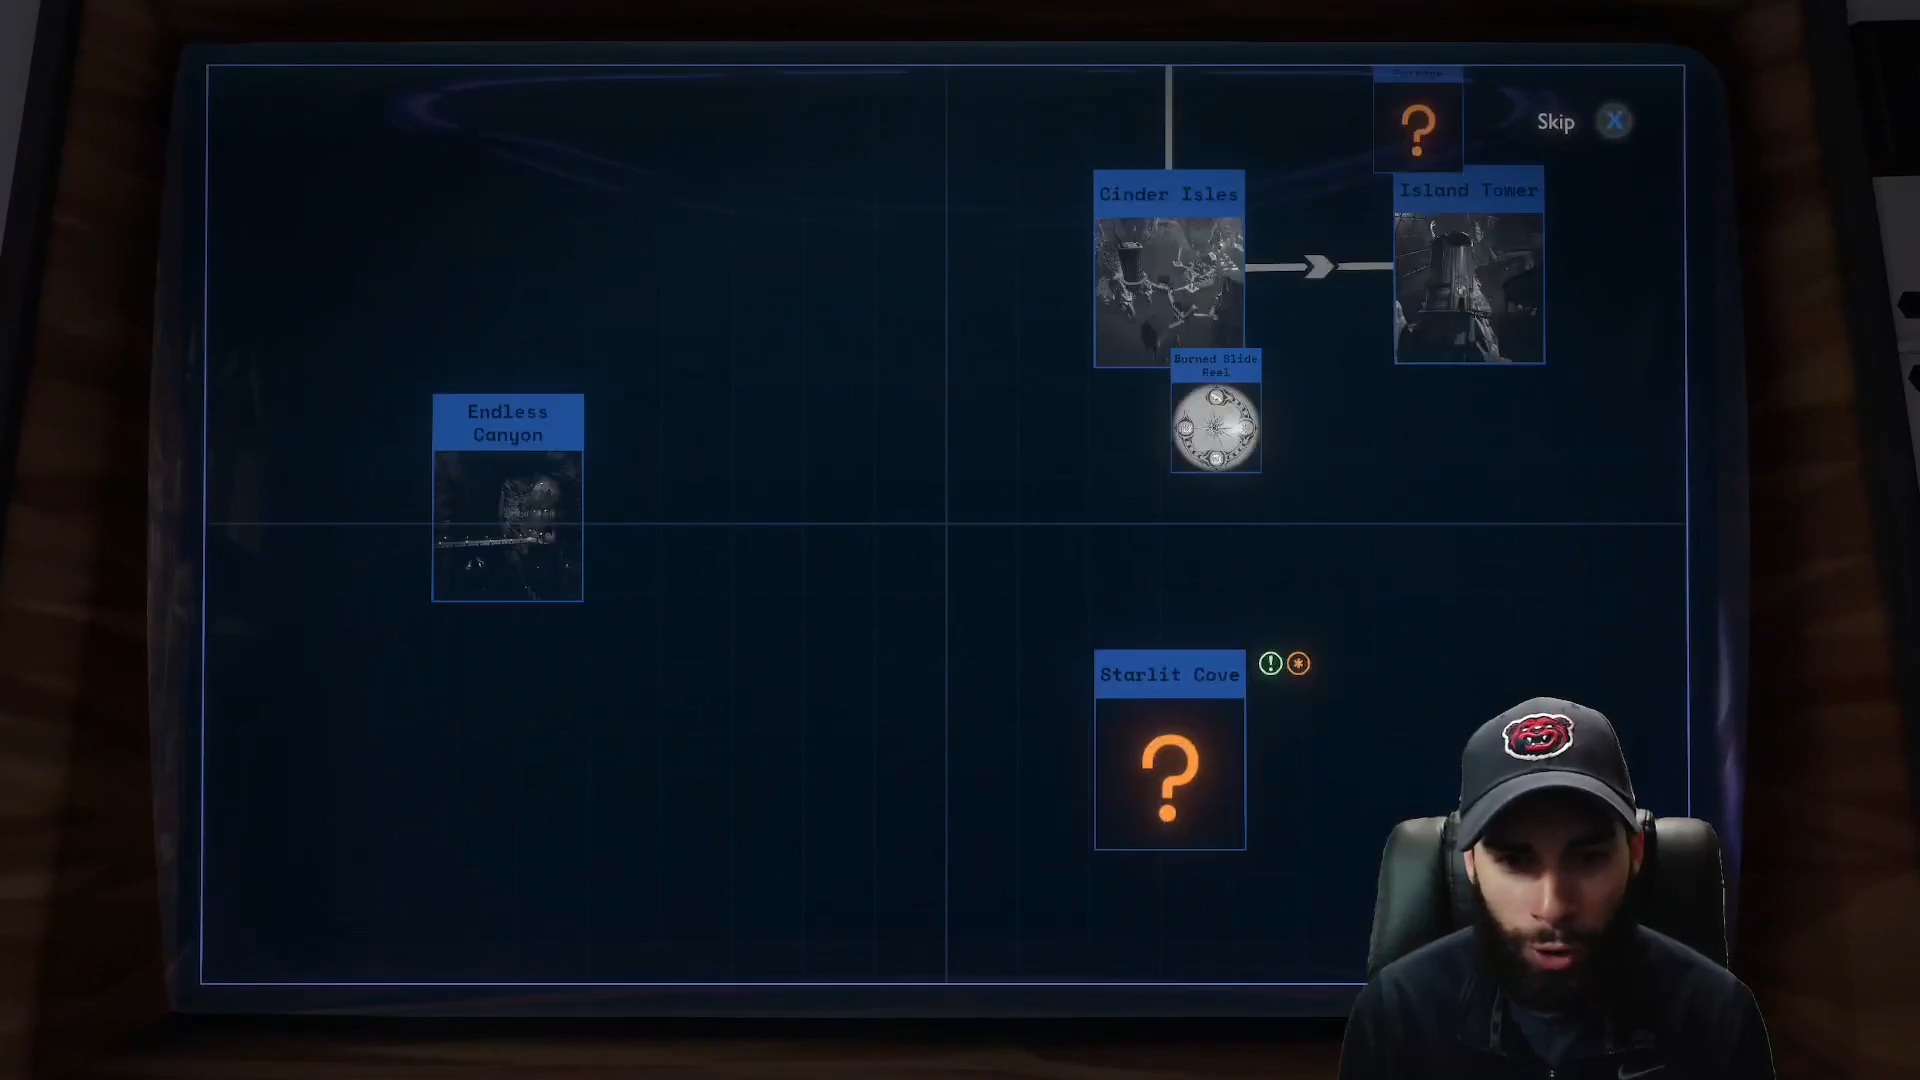 Skip X
Cinder Isles
Island Tower
Burned Slide
Reel
Endless
Canyon
?
Starlit Cove
! *
?